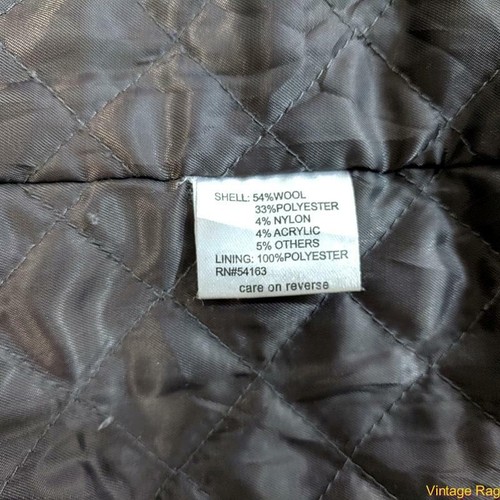 SHELL: 54%WOOL
33%POLYESTER
4% NYLON
4% ACRYLIC
5% OTHERS
LINING: 100%POLYESTER
RN#54163
care on reverse
Vintage Rag